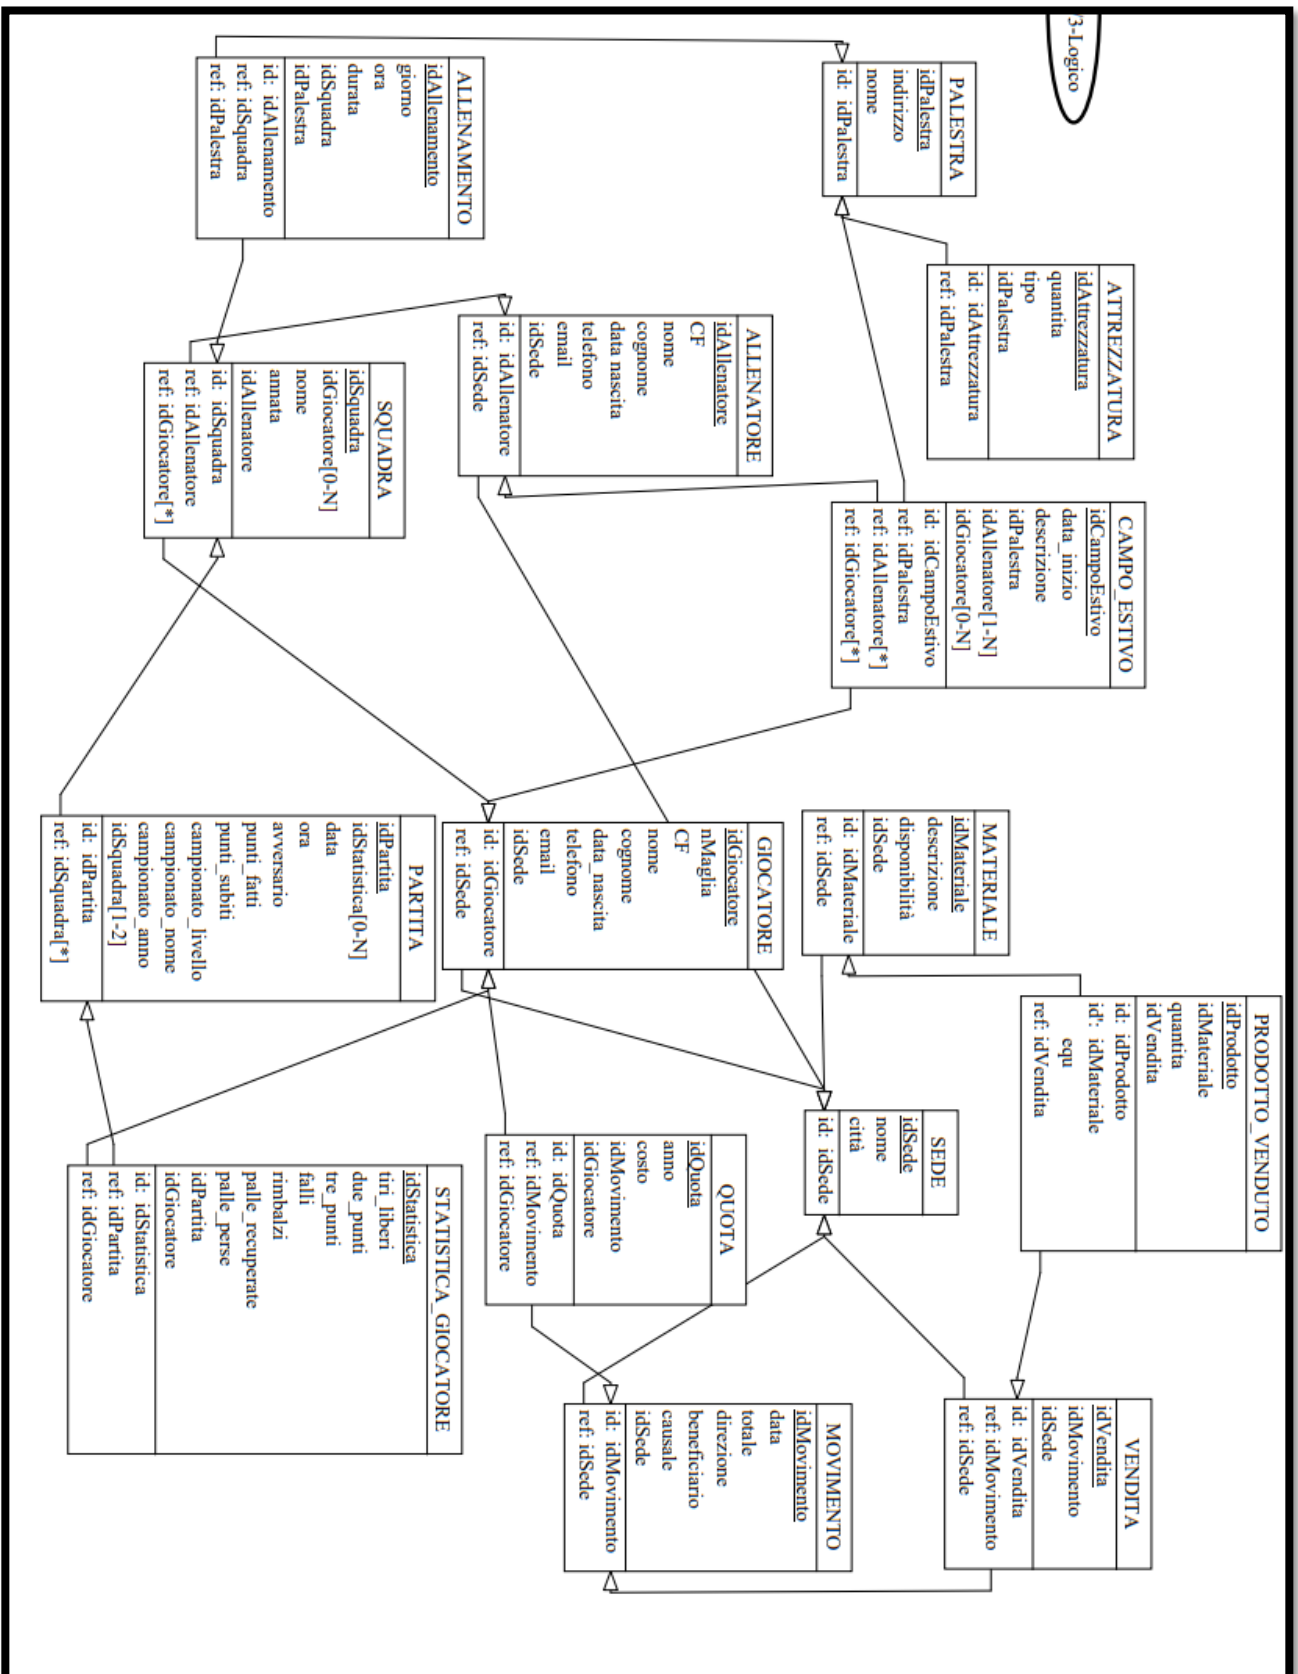 /3-Logico
PALESTRA
idPalestra
indirizzo
nome
id: idPalestra
ATTREZZATURA
idAttrezzatura
quantita
tipo
idPalestra
id: idAttrezzatura
ref: idPalestra
CAMPO_ESTIVO
idCampoEstivo
data_inizio
descrizione
idPalestra
idAllenatore[1-N]
idGiocatore[0-N]
id: idCampoEstivo
ref: idPalestra
ref: idAllenatore[*]
ref: idGiocatore[*]
MATERIALE
idMateriale
descrizione
disponibilità
idSede
id: idMateriale
ref: idSede
PRODOTTO_VENDUTO
idProdotto
idMateriale
quantita
idVendita
id: idProdotto
id': idMateriale
equ
ref: idVendita
SEDE
idSede
nome
città
id: idSede
VENDITA
idVendita
idMovimento
idSede
id: idVendita
ref: idMovimento
ref: idSede
ALLENAMENTO
idAllenamento
giorno
ora
durata
idSquadra
idPalestra
id: idAllenamento
ref: idSquadra
ref: idPalestra
ALLENATORE
idAllenatore
CF
nome
cognome
data nascita
telefono
email
idSede
id: idAllenatore
ref: idSede
SQUADRA
idSquadra
idGiocatore[0-N]
nome
annata
idAllenatore
id: idSquadra
ref: idAllenatore
ref: idGiocatore[*]
GIOCATORE
idGiocatore
nMaglia
CF
nome
cognome
data_nascita
telefono
email
idSede
id: idGiocatore
ref: idSede
QUOTA
idQuota
anno
costo
idMovimento
idGiocatore
id: idQuota
ref: idMovimento
ref: idGiocatore
MOVIMENTO
idMovimento
data
totale
direzione
beneficiario
causale
idSede
id: idMovimento
ref: idSede
PARTITA
idPartita
idStatistica[0-N]
data
ora
avversario
punti_fatti
punti_subiti
campionato_livello
campionato_nome
campionato_anno
idSquadra[1-2]
id: idPartita
ref: idSquadra[*]
STATISTICA_GIOCATORE
idStatistica
tiri_liberi
due_punti
tre_punti
falli
rimbalzi
palle_recuperate
palle_perse
idPartita
idGiocatore
id: idStatistica
ref: idPartita
ref: idGiocatore